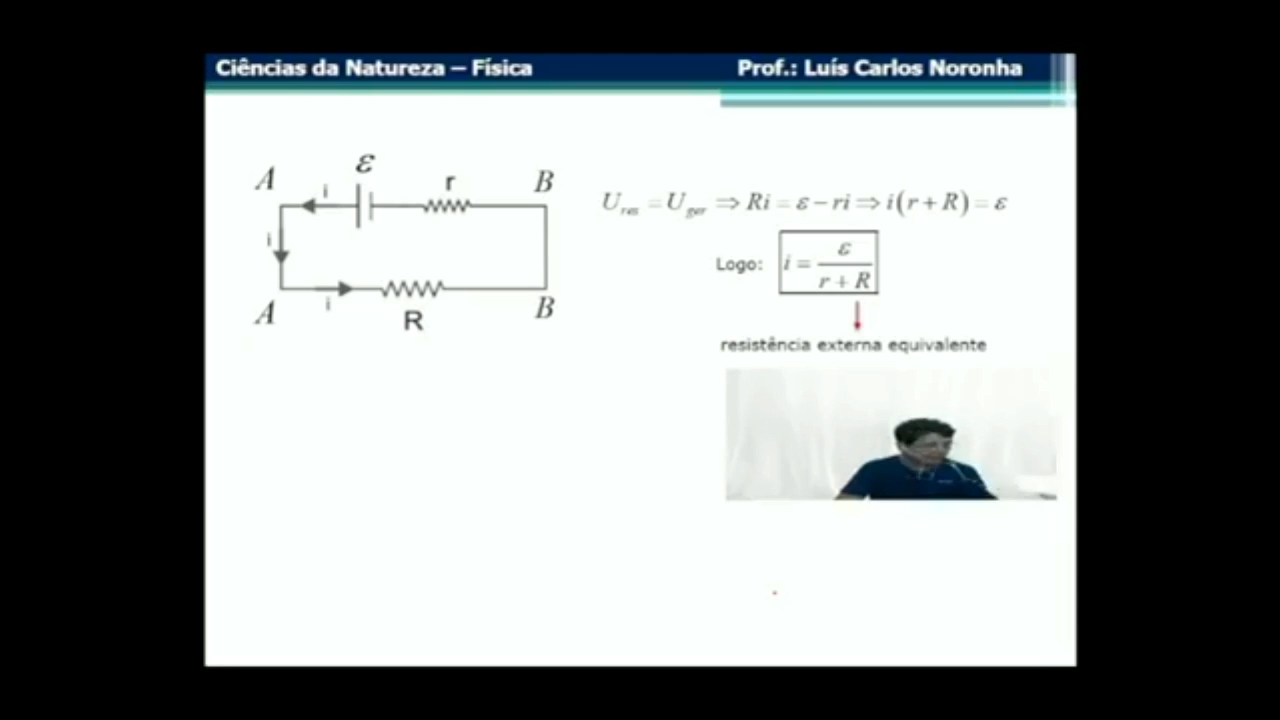 Ciências da Natureza – Física
Prof.: Luís Carlos Noronha
A
i
ε
r
B
i
A
i
R
B
U_res = U_ger ⇒ Ri = ε − ri ⇒ i(r + R) = ε
Logo: i = ε / (r + R)
resistência externa equivalente